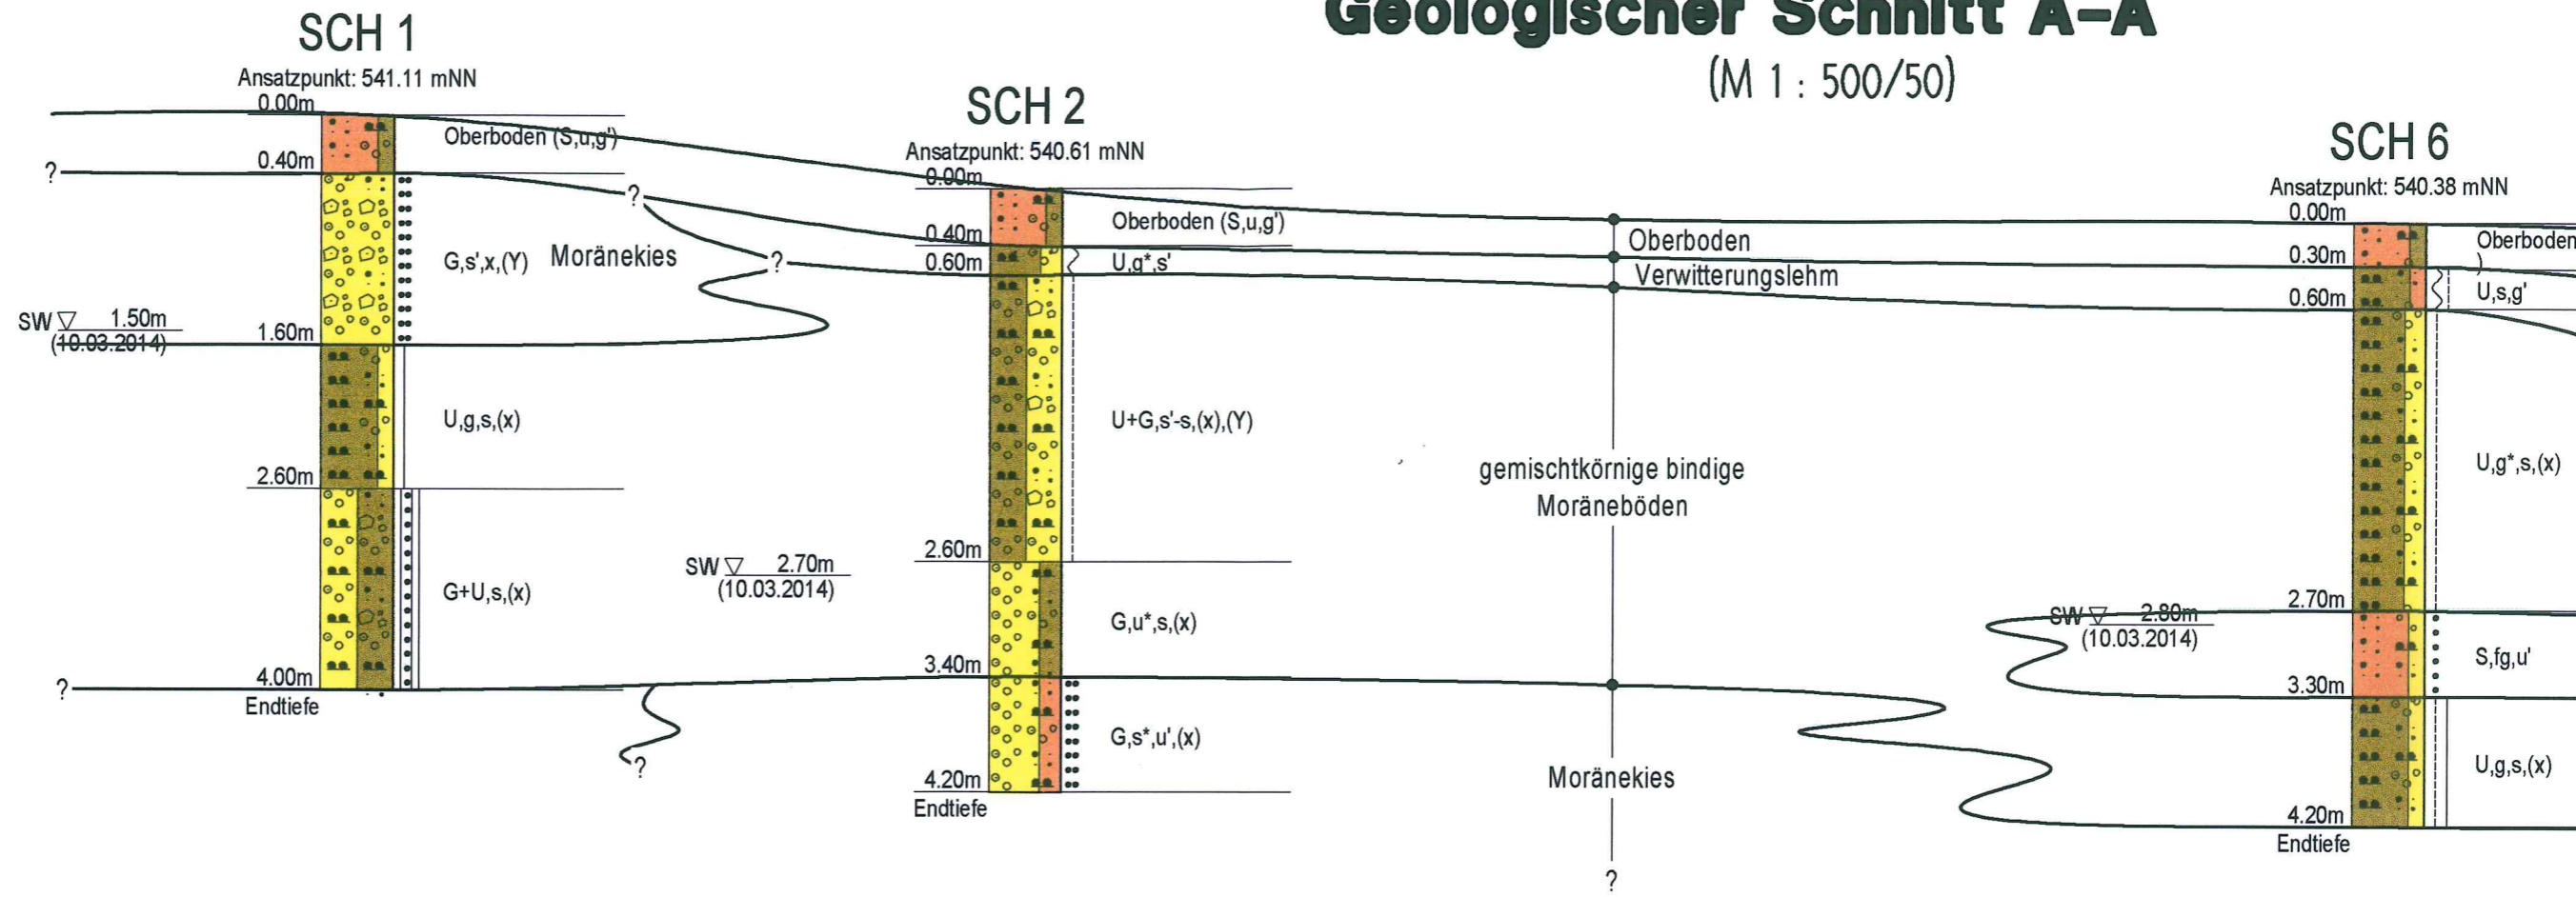 Geologischer Schnitt A-A
(M 1 : 500/50)
SCH 1
Ansatzpunkt: 541.11 mNN
0.00m
Oberboden (S,u,g')
0.40m
?
?
G,s',x,(Y)
Moränekies
?
SW 1.50m
(10.03.2014)
1.60m
U,g,s,(x)
2.60m
G+U,s,(x)
4.00m
?
Endtiefe
?
SCH 2
Ansatzpunkt: 540.61 mNN
0.00m
Oberboden (S,u,g')
0.40m
0.60m
U,g*,s'
U+G,s'-s,(x),(Y)
2.60m
SW 2.70m
(10.03.2014)
G,u*,s,(x)
3.40m
G,s*,u',(x)
4.20m
Endtiefe
Oberboden
Verwitterungslehm
gemischtkörnige bindige
Moräneböden
Moränekies
?
SCH 6
Ansatzpunkt: 540.38 mNN
0.00m
Oberboden
)
0.30m
U,s,g'
0.60m
U,g*,s,(x)
2.70m
SW 2.80m
(10.03.2014)
S,fg,u'
3.30m
U,g,s,(x)
4.20m
Endtiefe